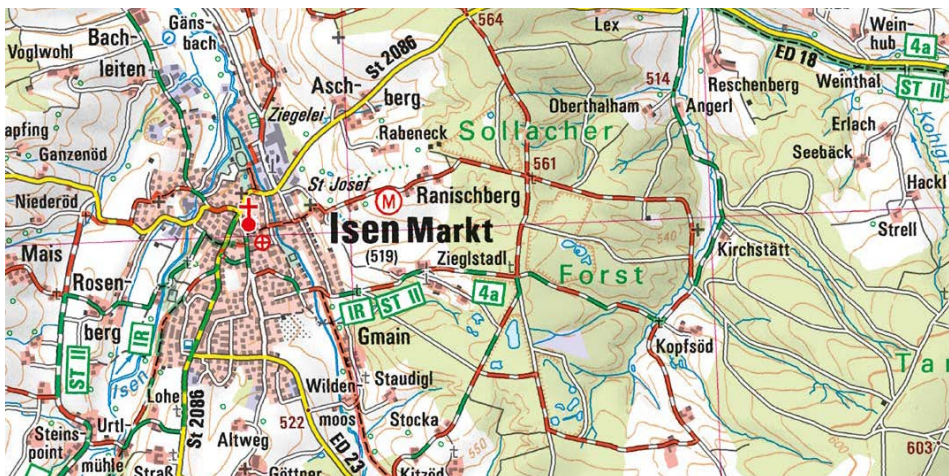 Voglwohl
Bach-
leiten
Gäns-
bach
St 2086
564
Lex
514
ED 18
Wein-
hub
4a
Weinthal
ST II
Reschenberg
Asch-
berg
Ziegelei
Oberthalham
Angerl
Erlach
Seebäck
apfing
Ganzenöd
Rabeneck
Sollacher
561
Hackl
Niederöd
St Josef
M
Ranischberg
Strell
Isen Markt
(519)
Zieglstadl
540
Kirchstätt
Mais
Rosen-
berg
IR
ST II
4a
Forst
Gmain
IR
ST II
Isen
Kopfsöd
Tar
Lohe
Wilden-
moos
Staudigl
Steins-
point
Urtl-
mühle
St 2086
Altweg
522
ED 23
Stocka
550
600
603
4a
Straß
Göttner
Kitzöd